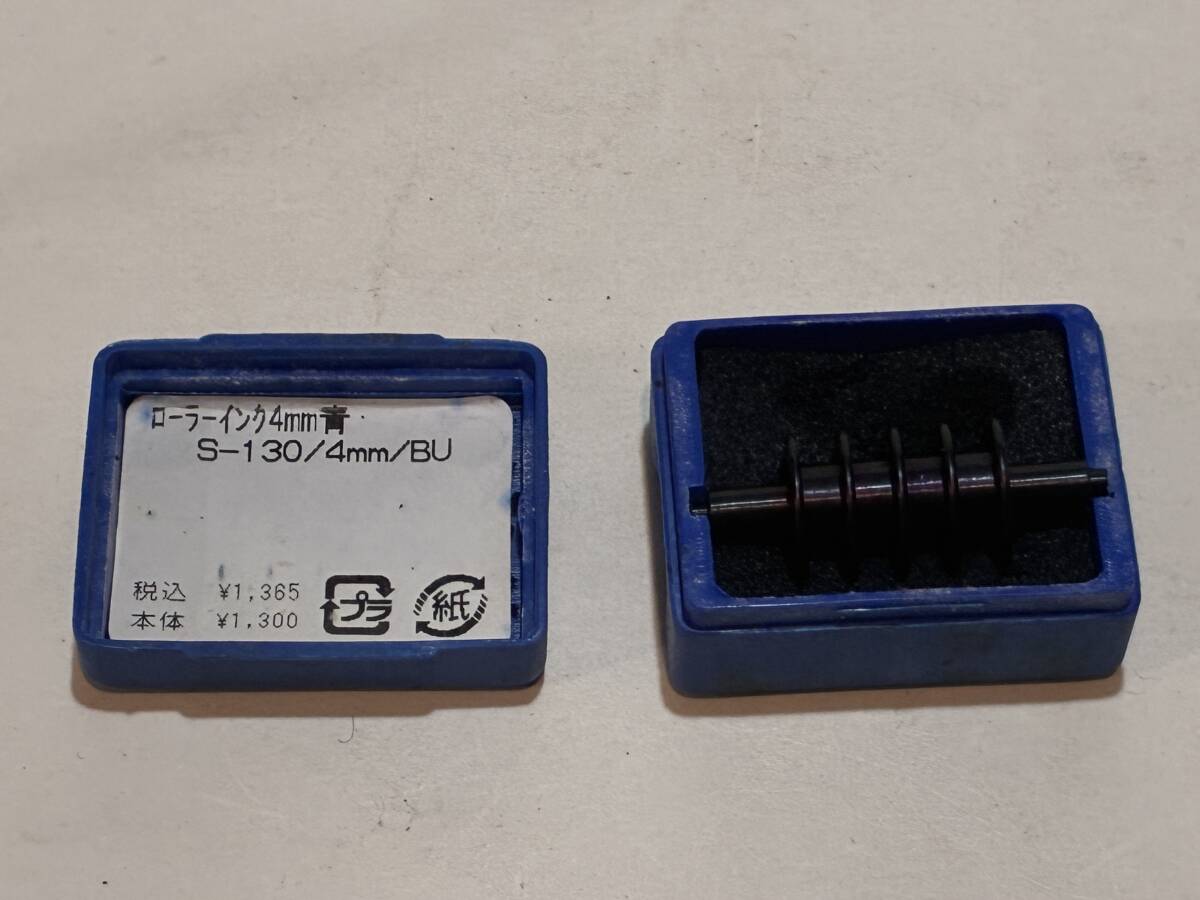 ローラーインク4mm青
S-130/4mm/BU
税込 ¥1,365
本体 ¥1,300
プラ
紙